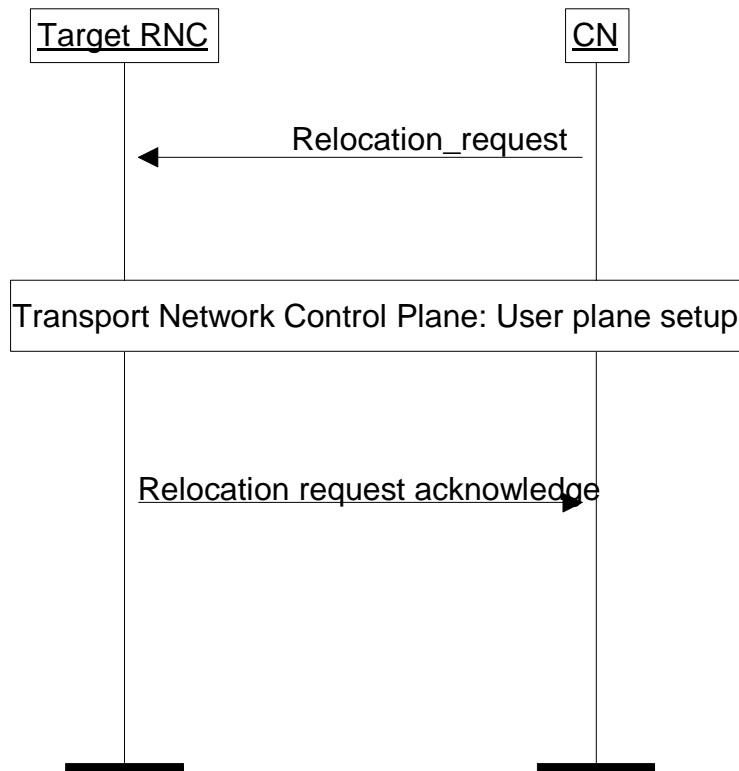 Target RNC
CN
Relocation_request
Transport Network Control Plane: User plane setup
Relocation request acknowledge